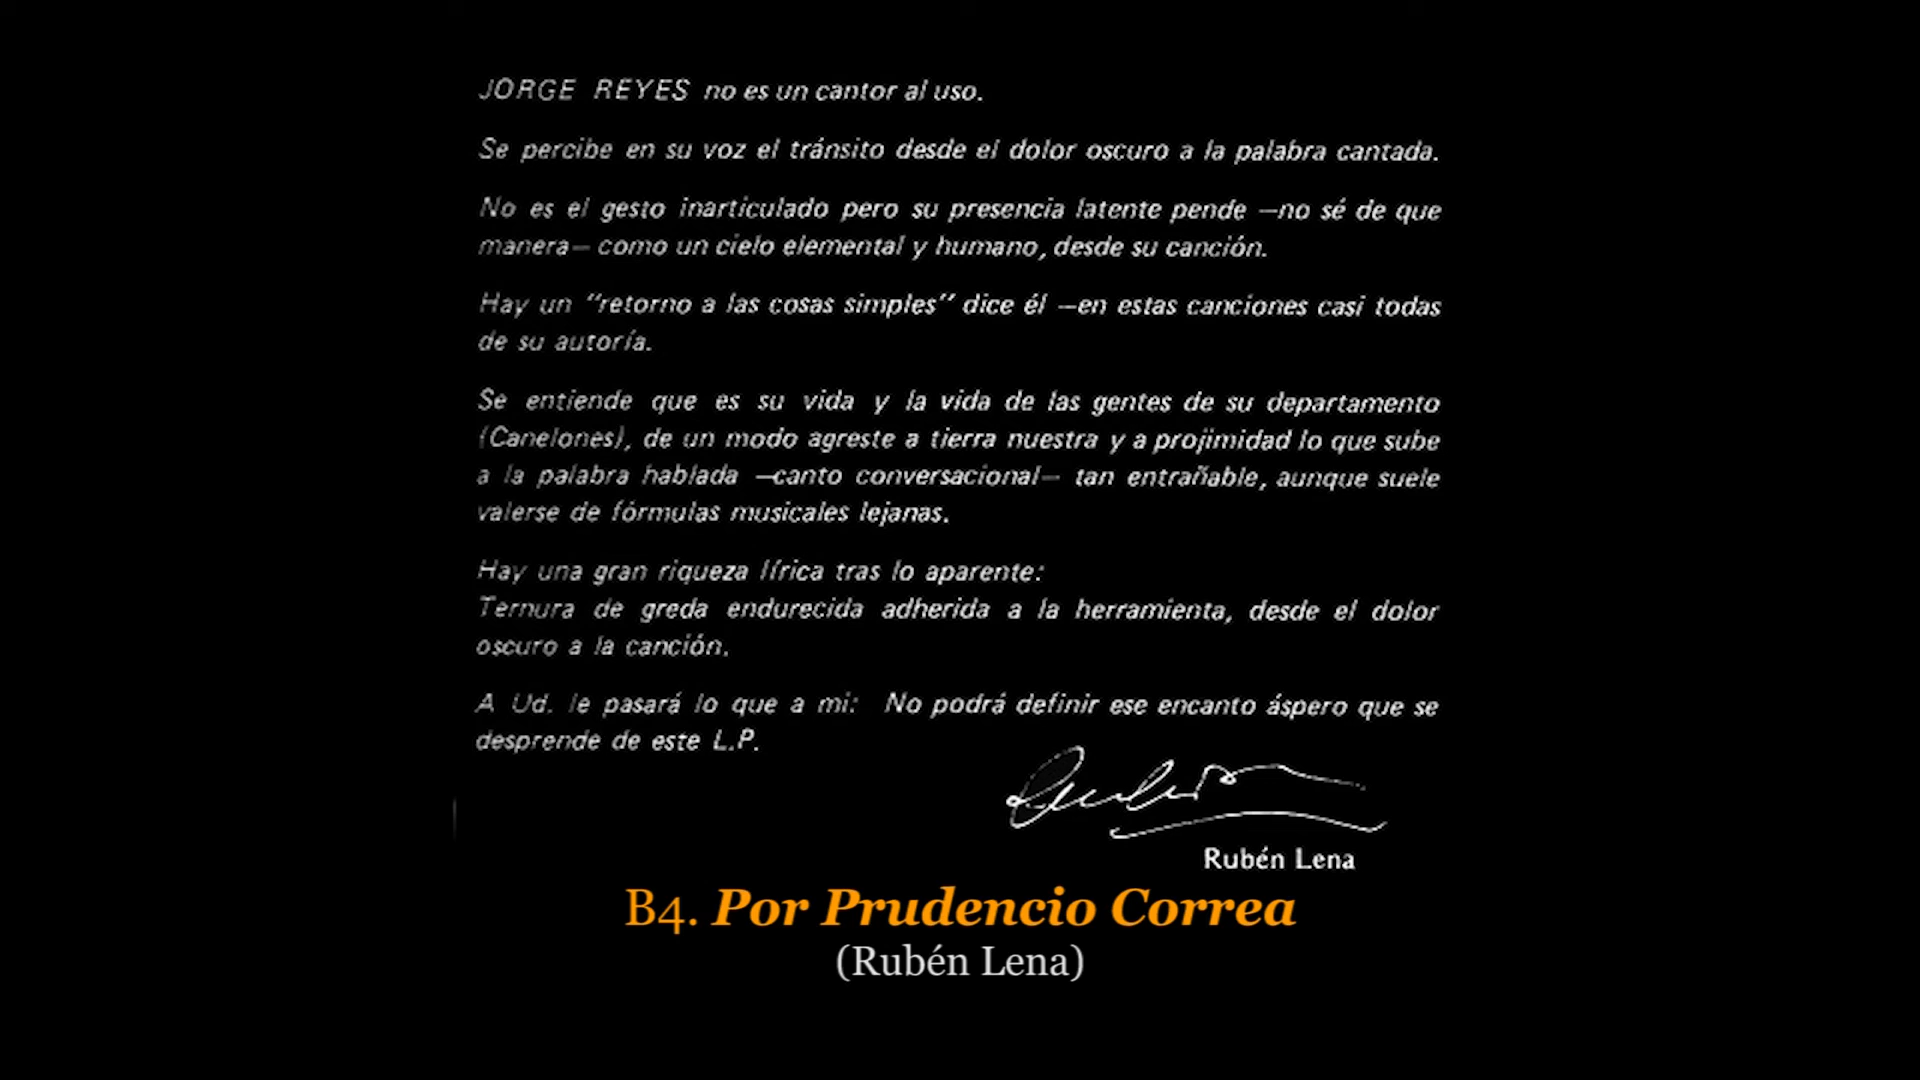 JORGE REYES no es un cantor al uso.
Se percibe en su voz el tránsito desde el dolor oscuro a la palabra cantada.
No es el gesto inarticulado pero su presencia latente pende —no sé de que
manera— como un cielo elemental y humano, desde su canción.
Hay un "retorno a las cosas simples" dice él —en estas canciones casi todas
de su autoría.
Se entiende que es su vida y la vida de las gentes de su departamento
(Canelones), de un modo agreste a tierra nuestra y a projimidad lo que sube
a la palabra hablada —canto conversacional— tan entrañable, aunque suele
valerse de fórmulas musicales lejanas.
Hay una gran riqueza lírica tras lo aparente:
Ternura de greda endurecida adherida a la herramienta, desde el dolor
oscuro a la canción.
A Ud. le pasará lo que a mi: No podrá definir ese encanto áspero que se
desprende de este L.P.
Rubén Lena
B4. Por Prudencio Correa
(Rubén Lena)